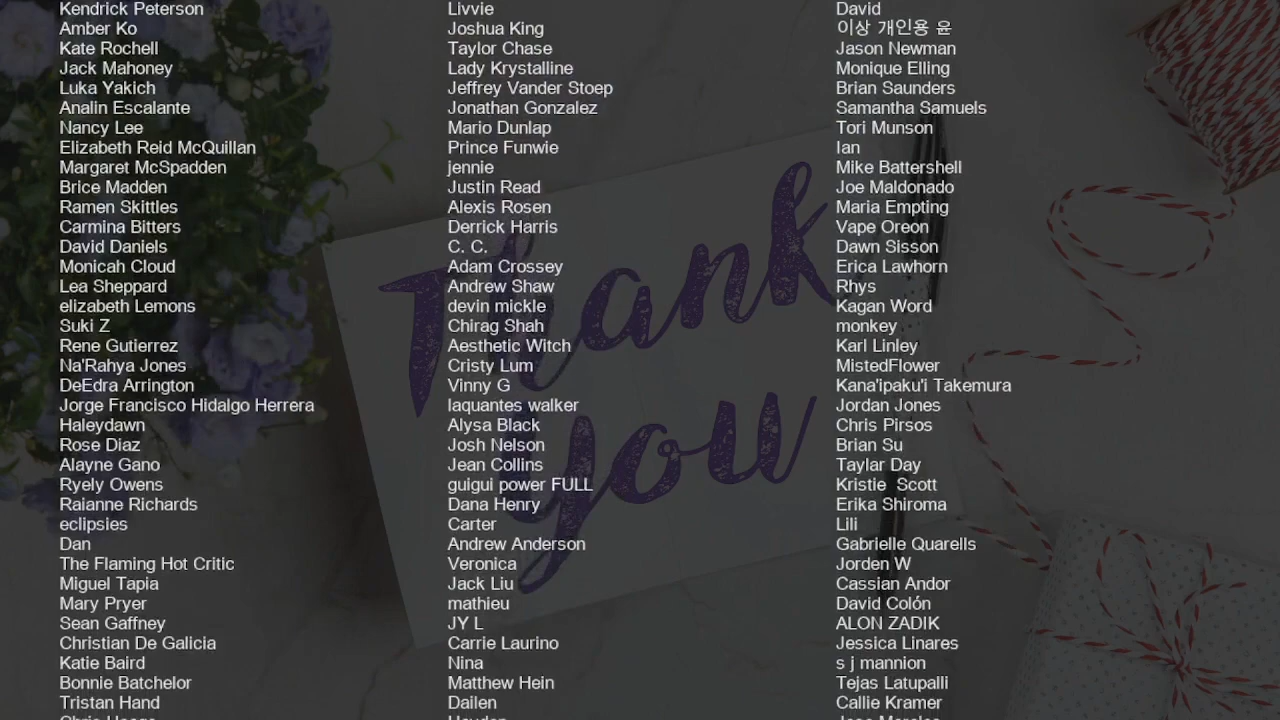 Kendrick Peterson
Amber Ko
Kate Rochell
Jack Mahoney
Luka Yakich
Analin Escalante
Nancy Lee
Elizabeth Reid McQuillan
Margaret McSpadden
Brice Madden
Ramen Skittles
Carmina Bitters
David Daniels
Monicah Cloud
Lea Sheppard
elizabeth Lemons
Suki Z
Rene Gutierrez
Na'Rahya Jones
DeEdra Arrington
Jorge Francisco Hidalgo Herrera
Haleydawn
Rose Diaz
Alayne Gano
Ryely Owens
Raianne Richards
eclipsies
Dan
The Flaming Hot Critic
Miguel Tapia
Mary Pryer
Sean Gaffney
Christian De Galicia
Katie Baird
Bonnie Batchelor
Tristan Hand
Livvie
Joshua King
Taylor Chase
Lady Krystalline
Jeffrey Vander Stoep
Jonathan Gonzalez
Mario Dunlap
Prince Funwie
jennie
Justin Read
Alexis Rosen
Derrick Harris
C. C.
Adam Crossey
Andrew Shaw
devin mickle
Chirag Shah
Aesthetic Witch
Cristy Lum
Vinny G
laquantes walker
Alysa Black
Josh Nelson
Jean Collins
guigui power FULL
Dana Henry
Carter
Andrew Anderson
Veronica
Jack Liu
mathieu
JY L
Carrie Laurino
Nina
Matthew Hein
Dailen
David
이상 개인용 윤
Jason Newman
Monique Elling
Brian Saunders
Samantha Samuels
Tori Munson
Ian
Mike Battershell
Joe Maldonado
Maria Empting
Vape Oreon
Dawn Sisson
Erica Lawhorn
Rhys
Kagan Word
monkey
Karl Linley
MistedFlower
Kana'ipaku'i Takemura
Jordan Jones
Chris Pirsos
Brian Su
Taylar Day
Kristie  Scott
Erika Shiroma
Lili
Gabrielle Quarells
Jorden W
Cassian Andor
David Colón
ALON ZADIK
Jessica Linares
s j mannion
Tejas Latupalli
Callie Kramer
Thank
you